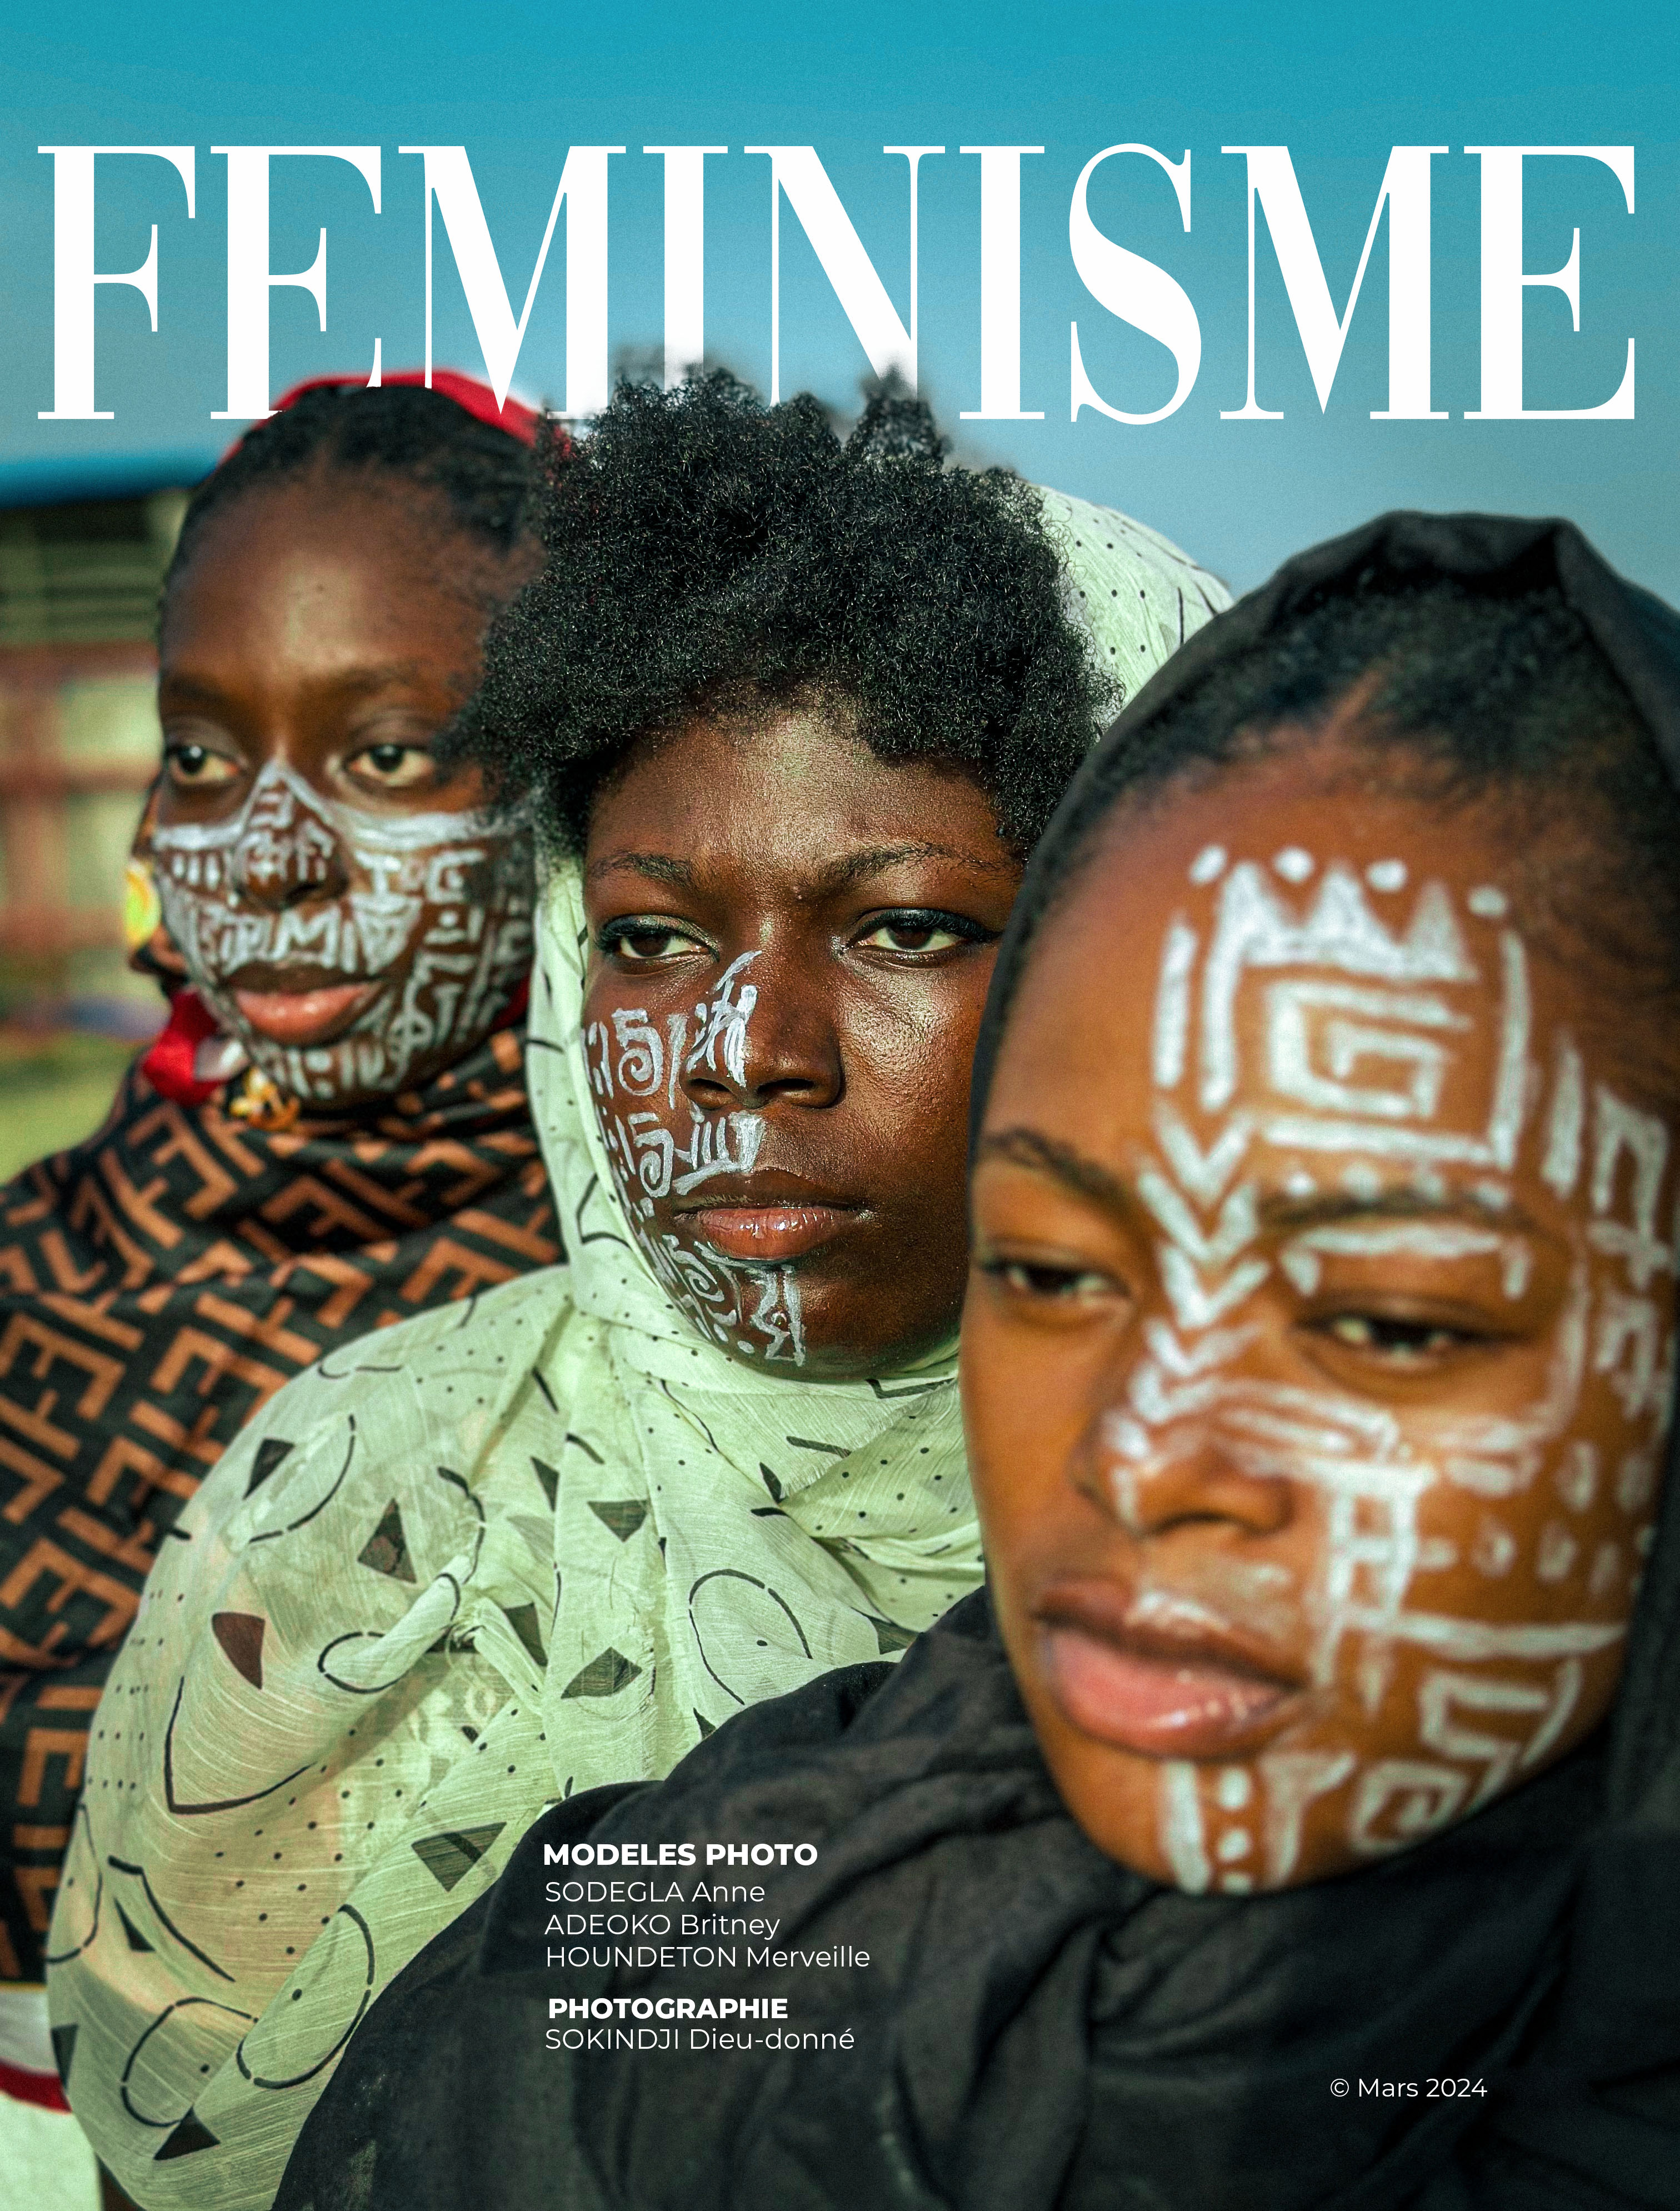 FEMINISME
MODELES PHOTO
SODEGLA Anne
ADEOKO Britney
HOUNDETON Merveille
PHOTOGRAPHIE
SOKINDJI Dieu-donné
© Mars 2024